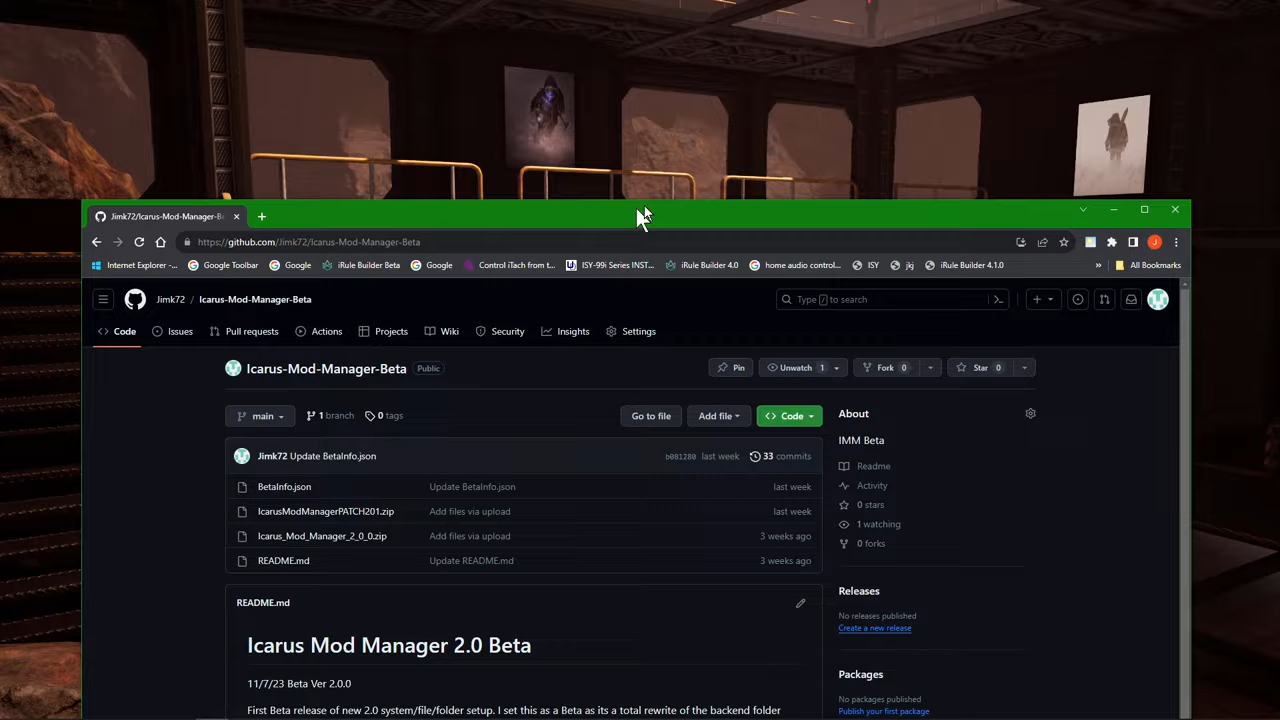 Jimk72/Icarus-Mod-Manager-B
https://github.com/Jimk72/Icarus-Mod-Manager-Beta
Internet Explorer -... Google Toolbar Google iRule Builder Beta Google Control iTach from t... ISY-99i Series INST... iRule Builder 4.0 home audio control... ISY jkj iRule Builder 4.1.0 » All Bookmarks
Jimk72 / Icarus-Mod-Manager-Beta Type / to search
Code Issues Pull requests Actions Projects Wiki Security Insights Settings
Icarus-Mod-Manager-Beta Public Pin Unwatch 1 Fork 0 Star 0
main 1 branch 0 tags Go to file Add file Code
About
IMM Beta
Jimk72 Update BetaInfo.json b081280 last week 33 commits
Readme
BetaInfo.json Update BetaInfo.json last week
Activity
IcarusModManagerPATCH201.zip Add files via upload last week
0 stars
Icarus_Mod_Manager_2_0_0.zip Add files via upload 3 weeks ago
1 watching
README.md Update README.md 3 weeks ago
0 forks
Releases
No releases published
Create a new release
README.md
Icarus Mod Manager 2.0 Beta
11/7/23 Beta Ver 2.0.0
First Beta release of new 2.0 system/file/folder setup. I set this as a Beta as its a total rewrite of the backend folder
Packages
No packages published
Publish your first package